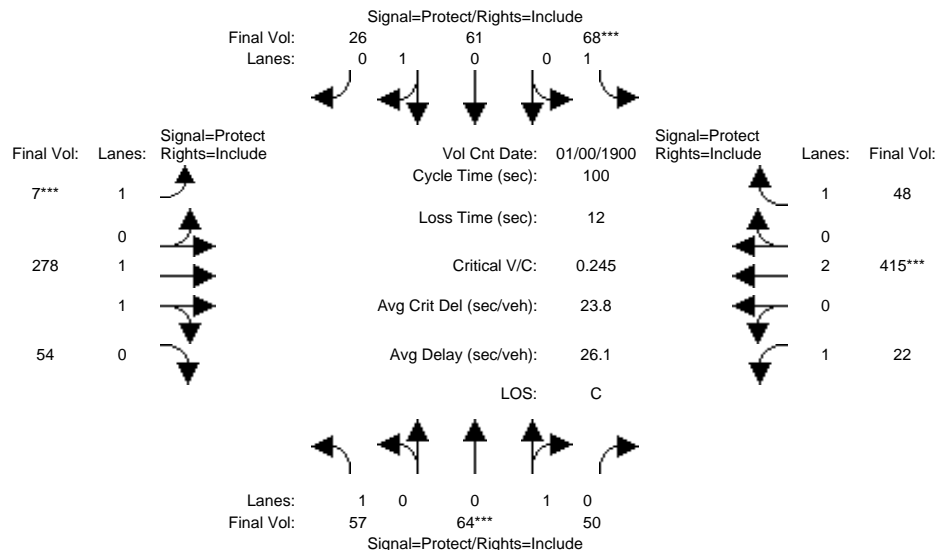 Signal=Protect/Rights=Include
Final Vol: 26 61 68***
Lanes: 0 1 0 0 1
Signal=Protect Signal=Protect
Final Vol: Lanes: Rights=Include Vol Cnt Date: 01/00/1900 Rights=Include Lanes: Final Vol:
Cycle Time (sec): 100
7*** 1 1 48
Loss Time (sec): 12
0 0
278 1 Critical V/C: 0.245 2 415***
1 Avg Crit Del (sec/veh): 23.8 0
54 0 Avg Delay (sec/veh): 26.1 1 22
LOS: C
Lanes: 1 0 0 1 0
Final Vol: 57 64*** 50
Signal=Protect/Rights=Include